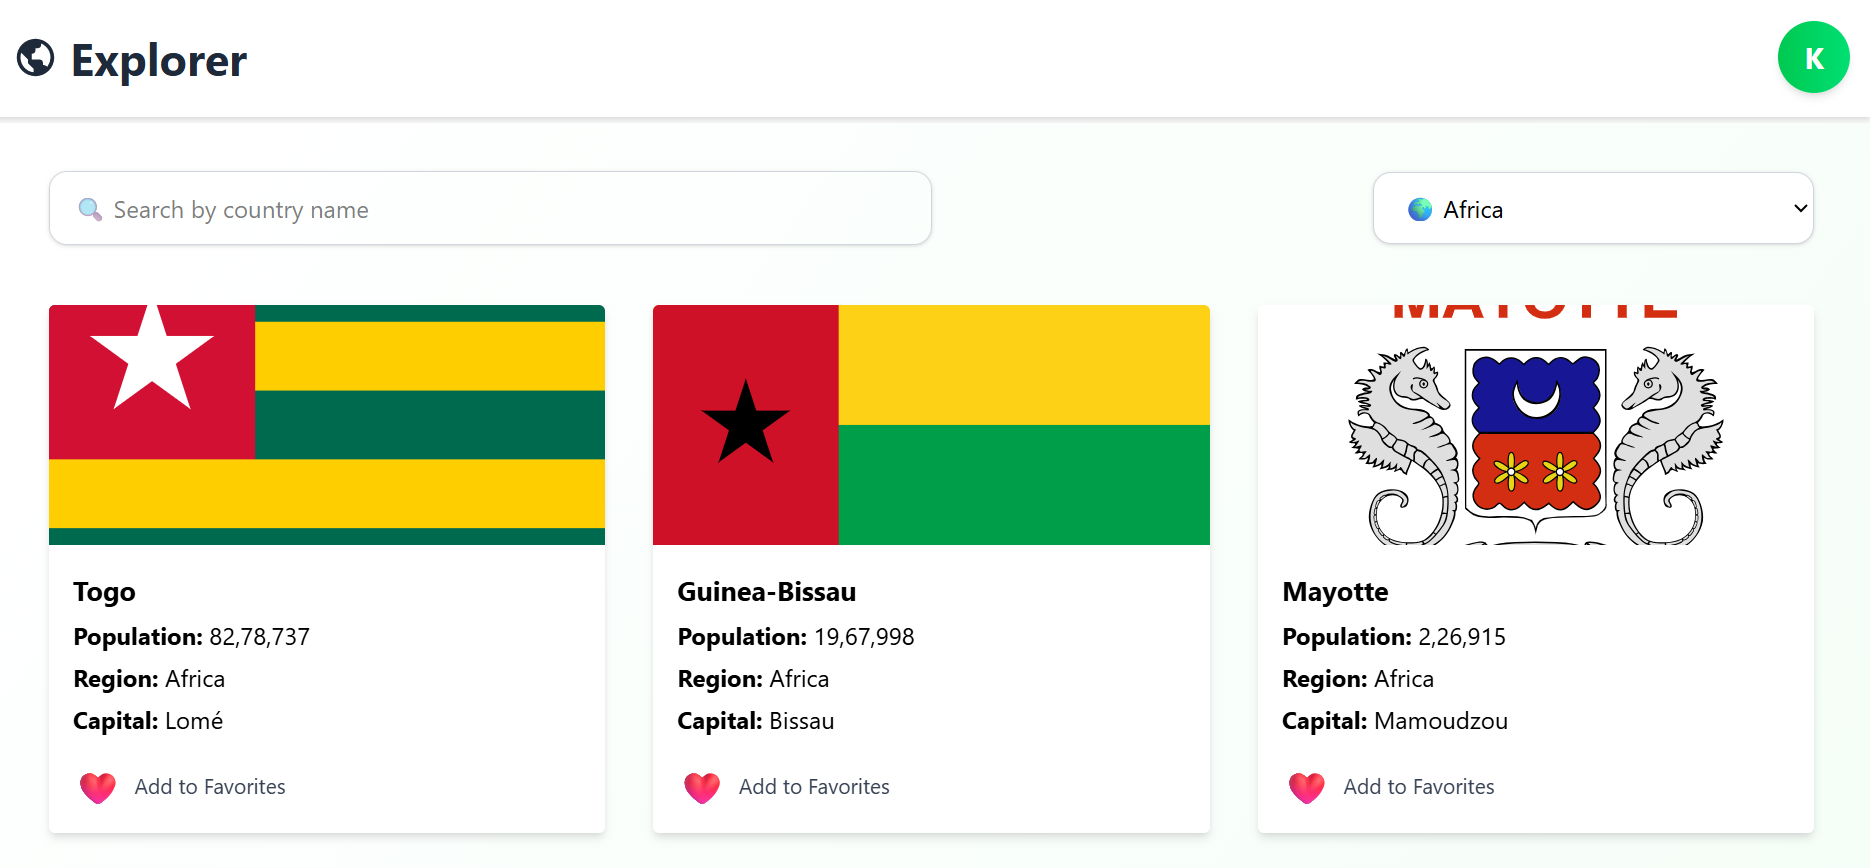 Explorer
K
🔍 Search by country name
🌍 Africa
MAYOTTE
Togo
Population: 82,78,737
Region: Africa
Capital: Lomé
Add to Favorites
Guinea-Bissau
Population: 19,67,998
Region: Africa
Capital: Bissau
Add to Favorites
Mayotte
Population: 2,26,915
Region: Africa
Capital: Mamoudzou
Add to Favorites